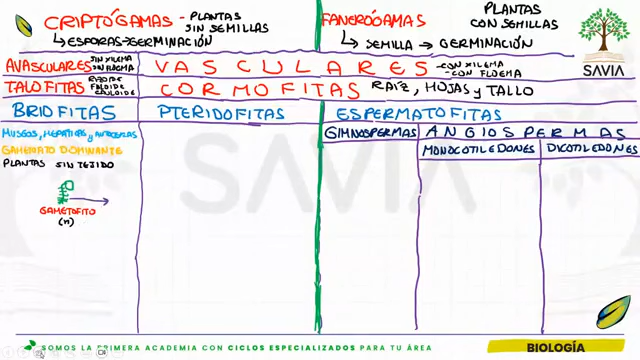 CRIPTÓGAMAS - PLANTAS SIN SEMILLAS
↳ ESPORAS → GERMINACIÓN
FANERÓGAMAS
PLANTAS CON SEMILLAS
↳ SEMILLA → GERMINACIÓN
SAVIA
AVASCULARES SIN XILEMA SIN FLOEMA
VASCULARES - CON XILEMA - CON FLOEMA
TALOFITAS RIZOIDE FILOIDE CAULOIDE
CORMOFITAS RAÍZ, HOJAS y TALLO
BRIOFITAS
PTERIDOFITAS
ESPERMATOFITAS
MUSGOS, HEPÁTICAS y ANTOCEROS
GIMNOSPERMAS
ANGIOSPERMAS
GAMETOFITO DOMINANTE
MONOCOTILEDONES
DICOTILEDONES
PLANTAS SIN TEJIDO
GAMETOFITO
(n)
SAVIA
SOMOS LA PRIMERA ACADEMIA CON CICLOS ESPECIALIZADOS PARA TU ÁREA
BIOLOGÍA